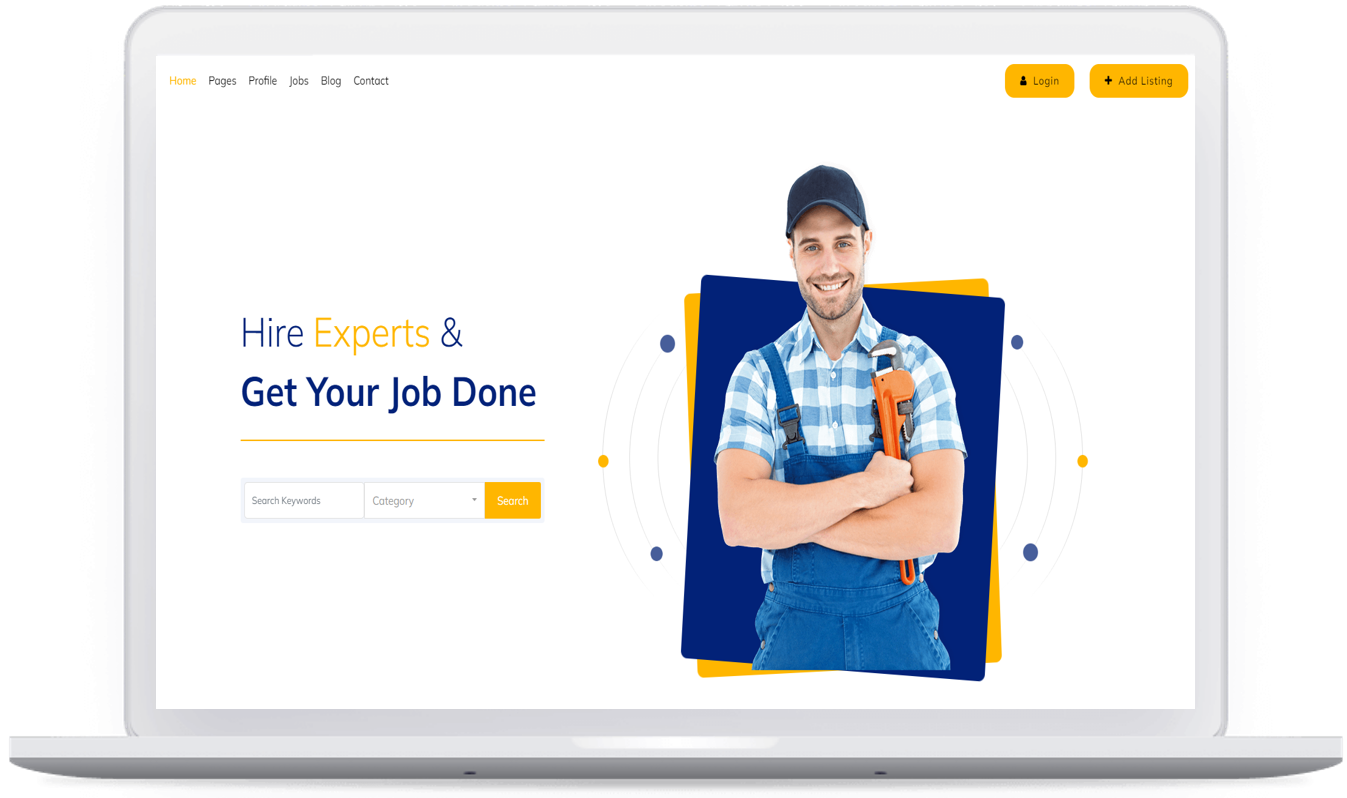 Home Pages Profile Jobs Blog Contact
Login
Add Listing
Hire Experts &
Get Your Job Done
Search Keywords
Category
Search